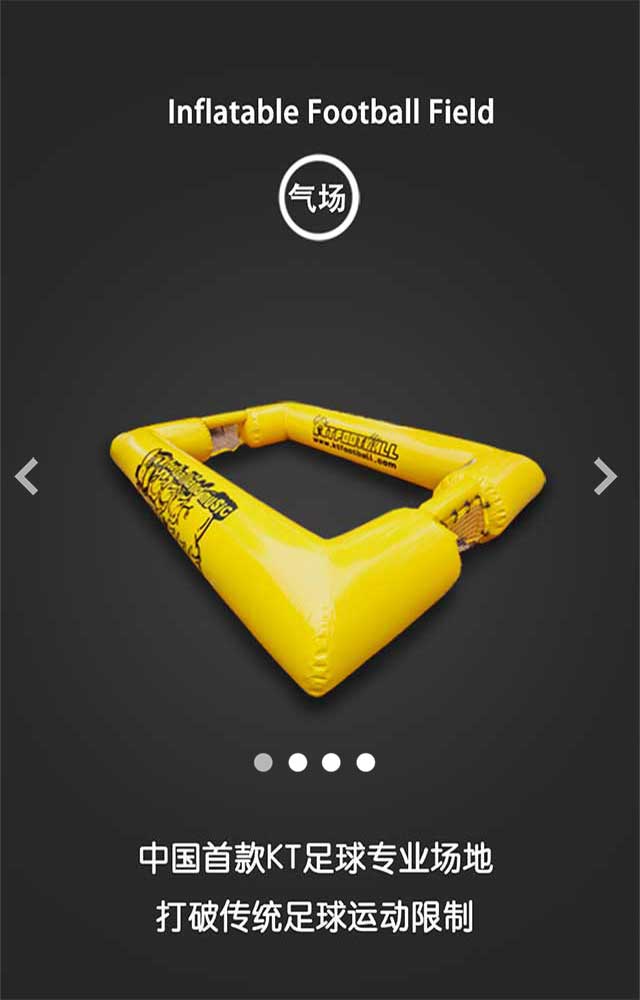 Inflatable Football Field
气场
KTFOOTBALL
www.ktfootball.com
MUSIC
中国首款KT足球专业场地
打破传统足球运动限制